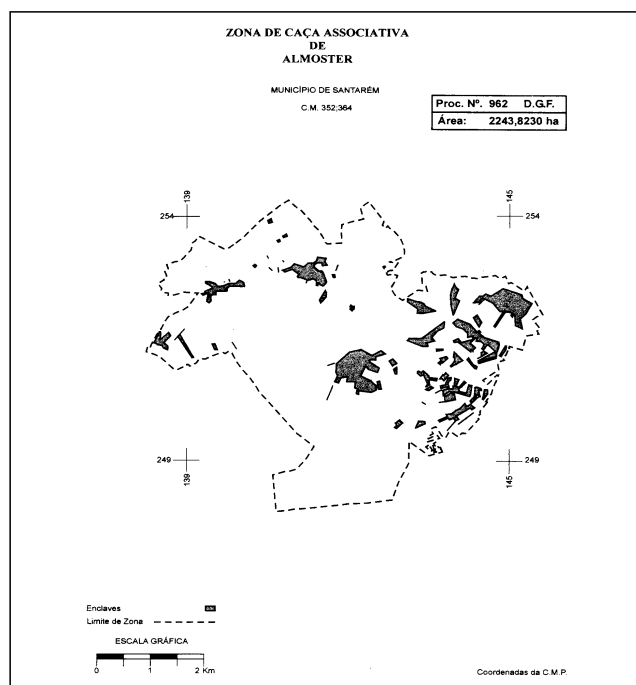 ZONA DE CAÇA ASSOCIATIVA
DE
ALMOSTER
MUNICÍPIO DE SANTARÉM
C.M. 352;364
Proc. Nº. 962 D.G.F.
Área: 2243,8230 ha
139
145
254
254
249
249
139
145
Enclaves
Limite de Zona
ESCALA GRÁFICA
0 1 2 Km
Coordenadas da C.M.P.